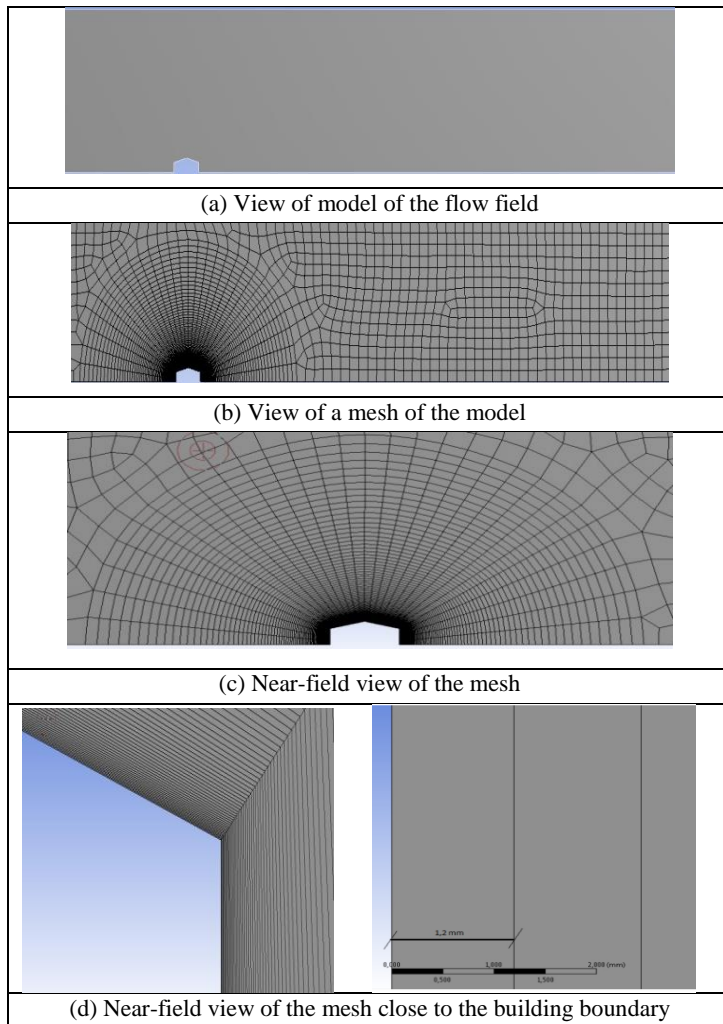 (a) View of model of the flow field
(b) View of a mesh of the model
(c) Near-field view of the mesh
1,2 mm
0,000 1,000 2,000 (mm)
0,500 1,500
(d) Near-field view of the mesh close to the building boundary